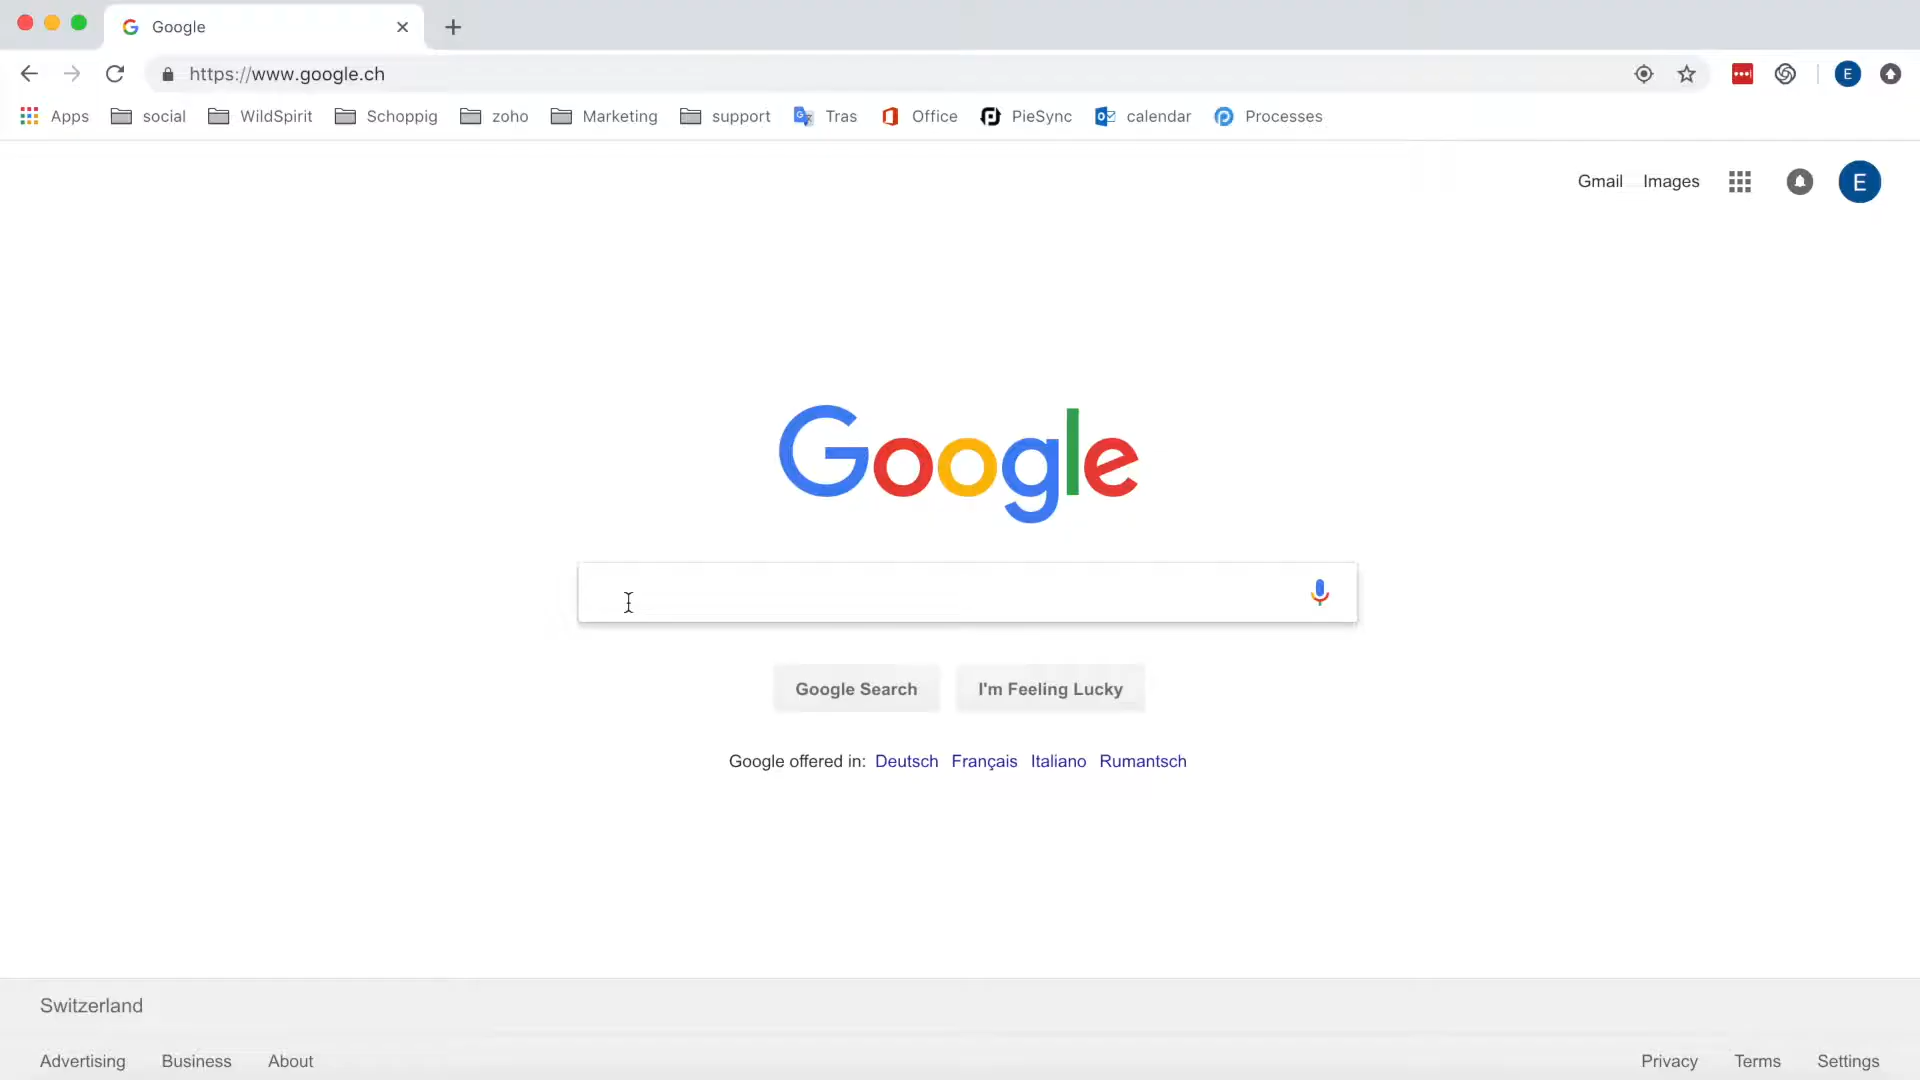 Google
https://www.google.ch
E
Apps social WildSpirit Schoppig zoho Marketing support Tras Office PieSync calendar Processes
Gmail Images E
Google
Google Search I'm Feeling Lucky
Google offered in: Deutsch Français Italiano Rumantsch
Switzerland
Advertising Business About Privacy Terms Settings